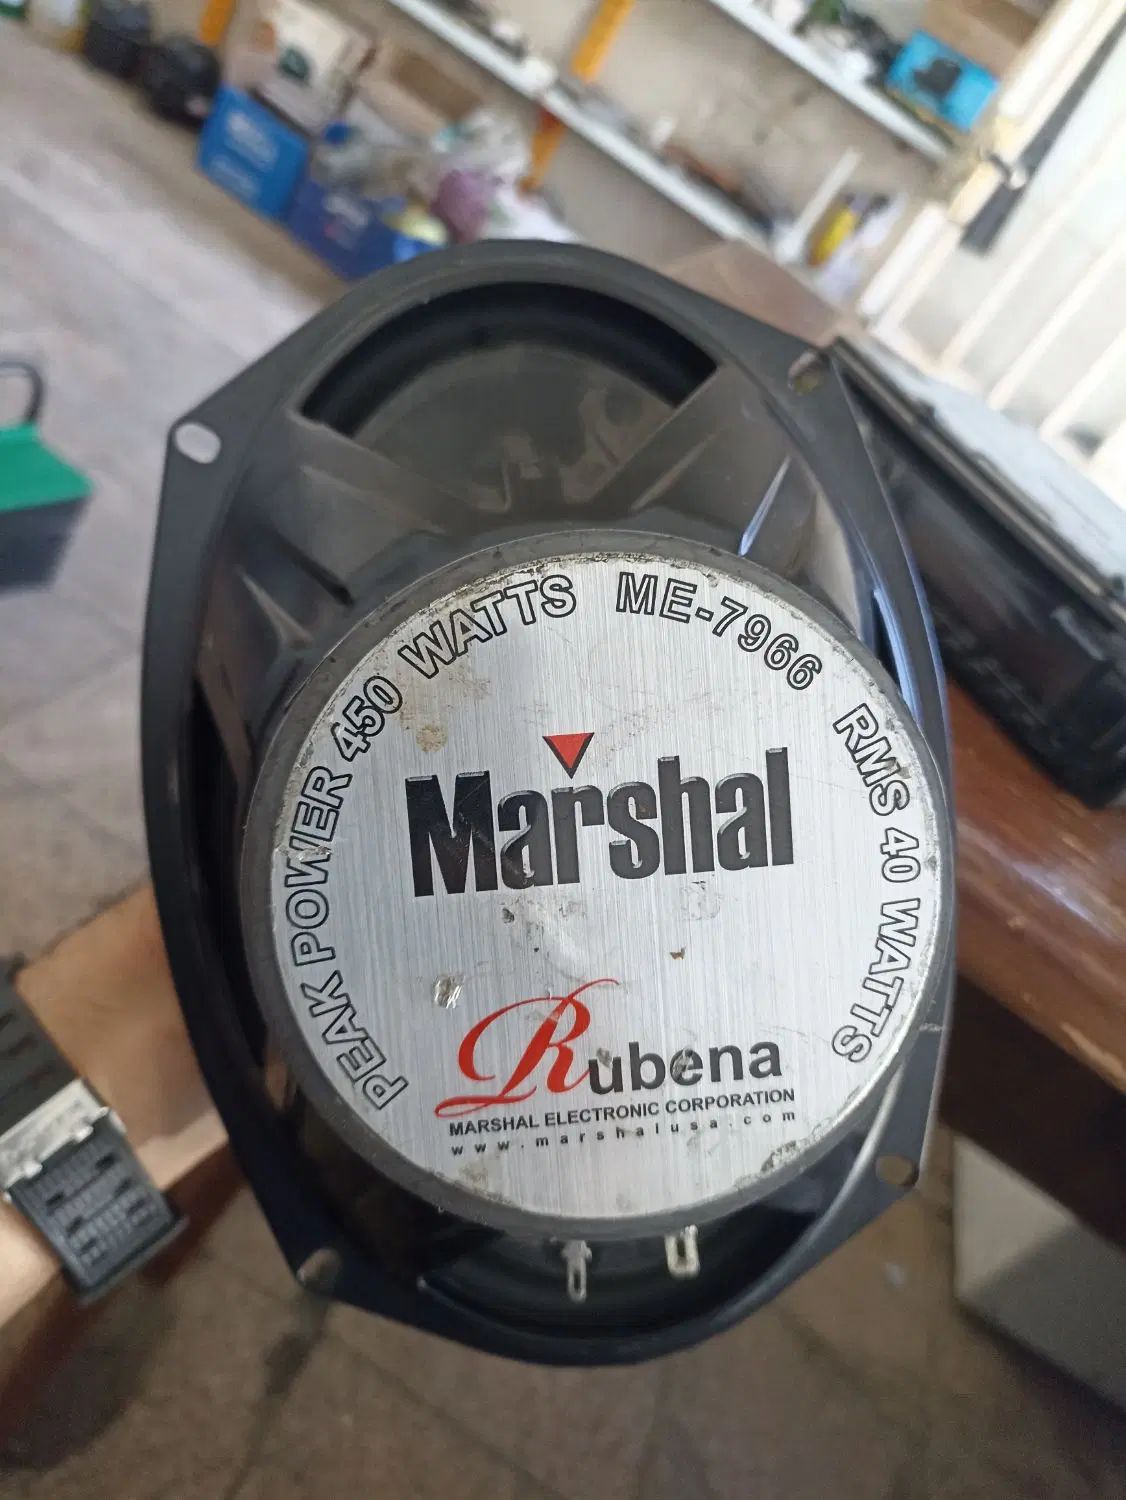 PEAK POWER 450 WATTS ME-7966 RMS 40 WATTS
Marshal
Rubena
MARSHAL ELECTRONIC CORPORATION
www.marshalusa.com